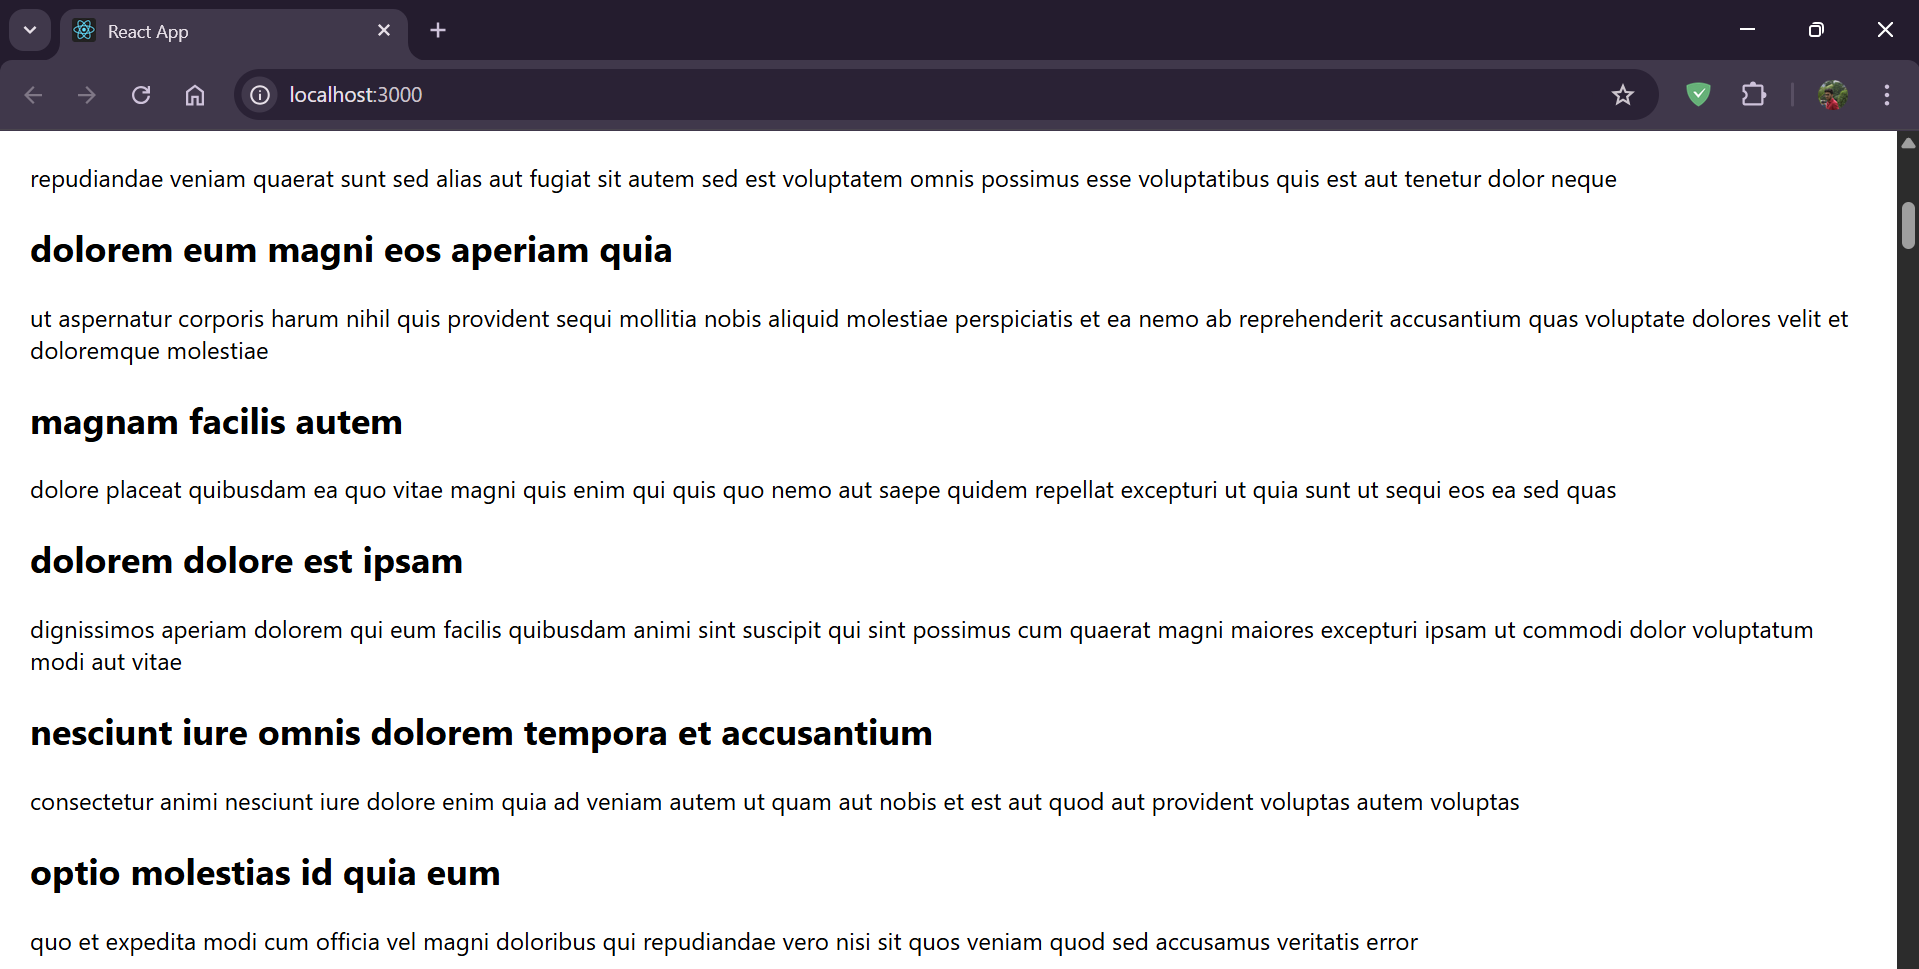 React App
localhost:3000
repudiandae veniam quaerat sunt sed alias aut fugiat sit autem sed est voluptatem omnis possimus esse voluptatibus quis est aut tenetur dolor neque
dolorem eum magni eos aperiam quia
ut aspernatur corporis harum nihil quis provident sequi mollitia nobis aliquid molestiae perspiciatis et ea nemo ab reprehenderit accusantium quas voluptate dolores velit et
doloremque molestiae
magnam facilis autem
dolore placeat quibusdam ea quo vitae magni quis enim qui quis quo nemo aut saepe quidem repellat excepturi ut quia sunt ut sequi eos ea sed quas
dolorem dolore est ipsam
dignissimos aperiam dolorem qui eum facilis quibusdam animi sint suscipit qui sint possimus cum quaerat magni maiores excepturi ipsam ut commodi dolor voluptatum
modi aut vitae
nesciunt iure omnis dolorem tempora et accusantium
consectetur animi nesciunt iure dolore enim quia ad veniam autem ut quam aut nobis et est aut quod aut provident voluptas autem voluptas
optio molestias id quia eum
quo et expedita modi cum officia vel magni doloribus qui repudiandae vero nisi sit quos veniam quod sed accusamus veritatis error